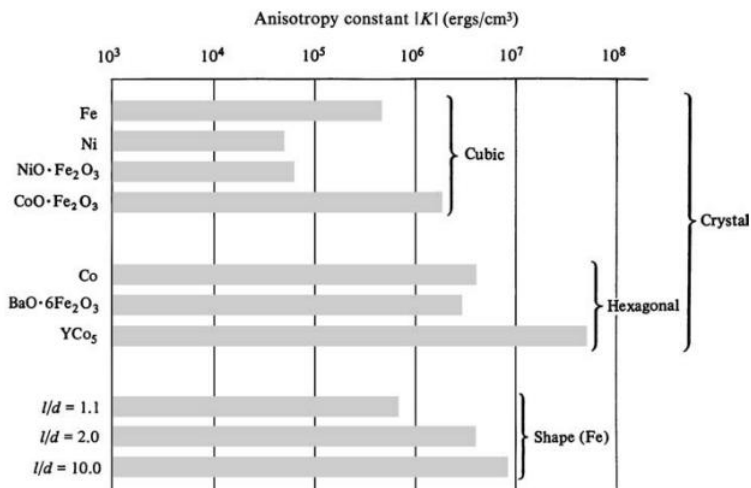 Anisotropy constant |K| (ergs/cm³)
10³ 10⁴ 10⁵ 10⁶ 10⁷ 10⁸
Fe
Ni
NiO·Fe₂O₃
CoO·Fe₂O₃
Cubic
Crystal
Co
BaO·6Fe₂O₃
YCo₅
Hexagonal
l/d = 1.1
l/d = 2.0
l/d = 10.0
Shape (Fe)